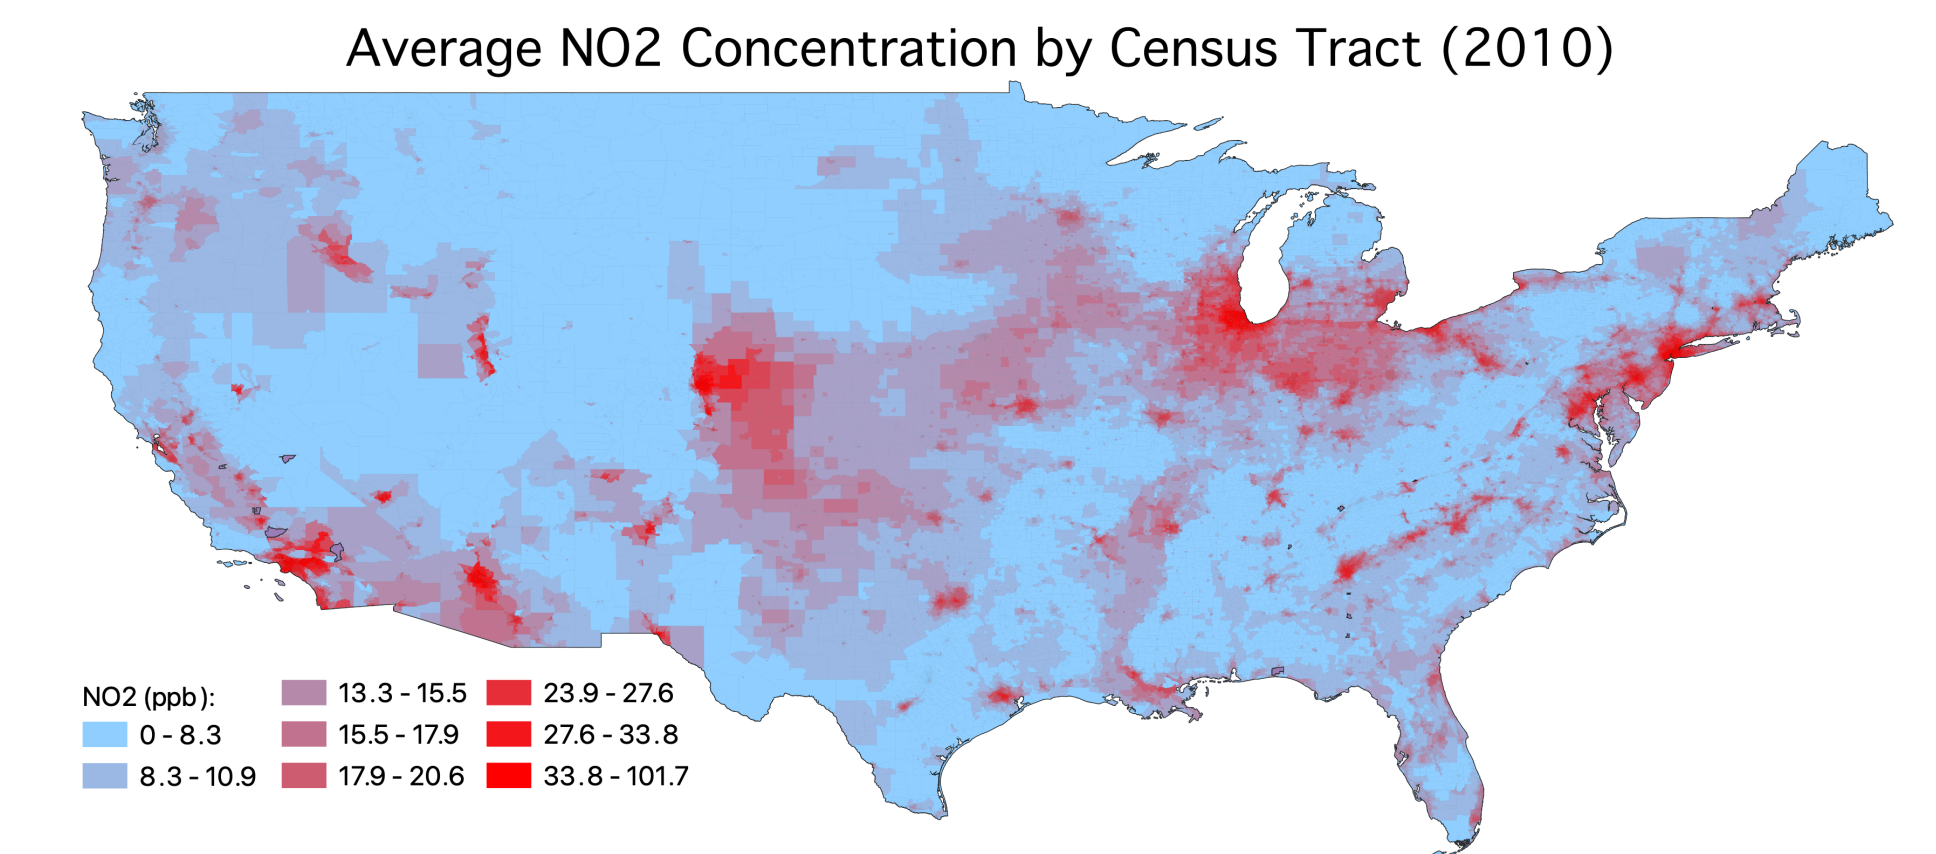 Average NO2 Concentration by Census Tract (2010)
NO2 (ppb):
0 - 8.3
8.3 - 10.9
13.3 - 15.5
15.5 - 17.9
17.9 - 20.6
23.9 - 27.6
27.6 - 33.8
33.8 - 101.7